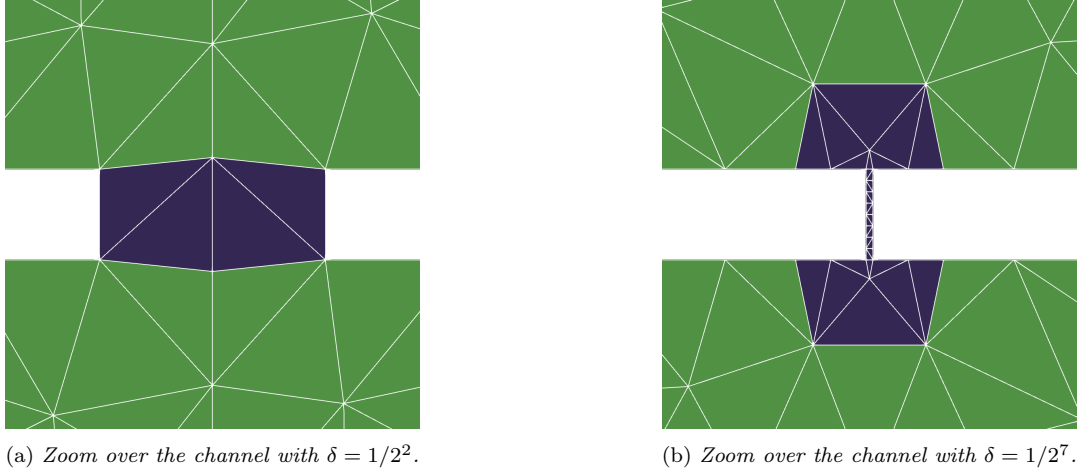 (a) Zoom over the channel with δ = 1/2².
(b) Zoom over the channel with δ = 1/2⁷.